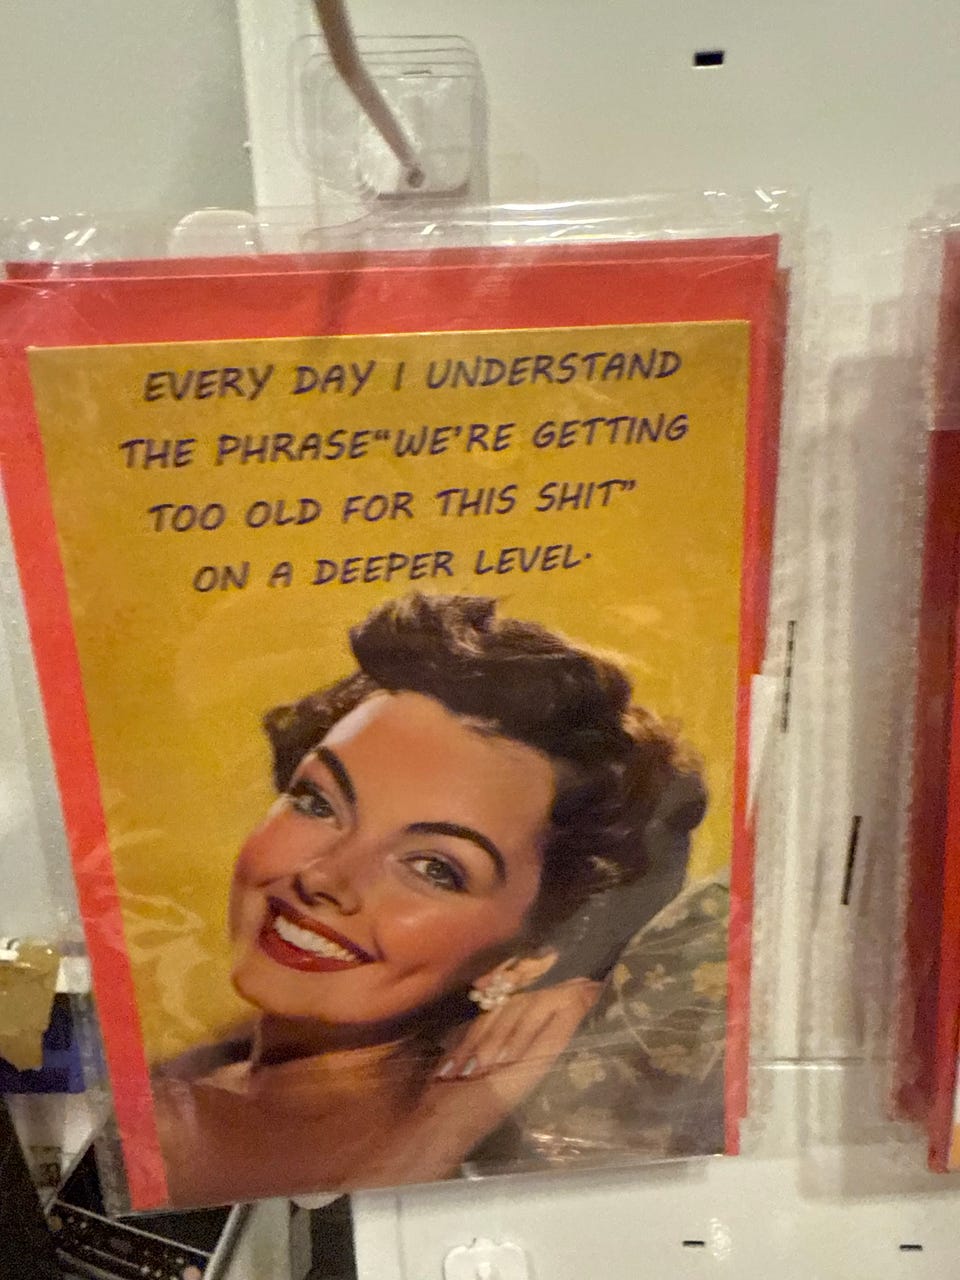 EVERY DAY I UNDERSTAND
THE PHRASE“WE'RE GETTING
TOO OLD FOR THIS SHIT”
ON A DEEPER LEVEL.